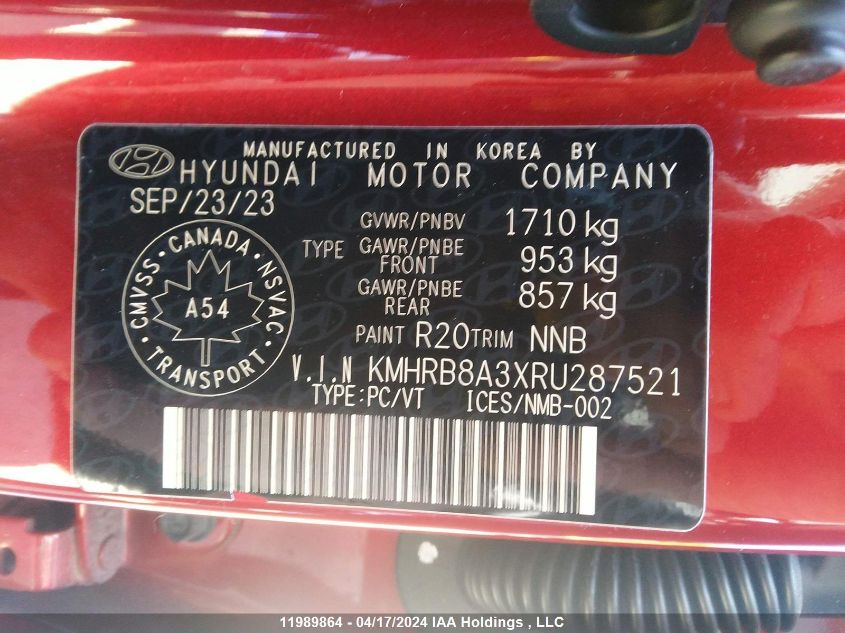 MANUFACTURED IN KOREA BY
HYUNDAI MOTOR COMPANY
SEP/23/23
GVWR/PNBV 1710 kg
TYPE GAWR/PNBE FRONT 953 kg
GAWR/PNBE REAR 857 kg
PAINT R20 TRIM NNB
CMVSS · CANADA · NSVAC · TRANSPORT ·
A54
V.I.N KMHRB8A3XRU287521
TYPE:PC/VT ICES/NMB-002
11989864 - 04/17/2024 IAA Holdings , LLC